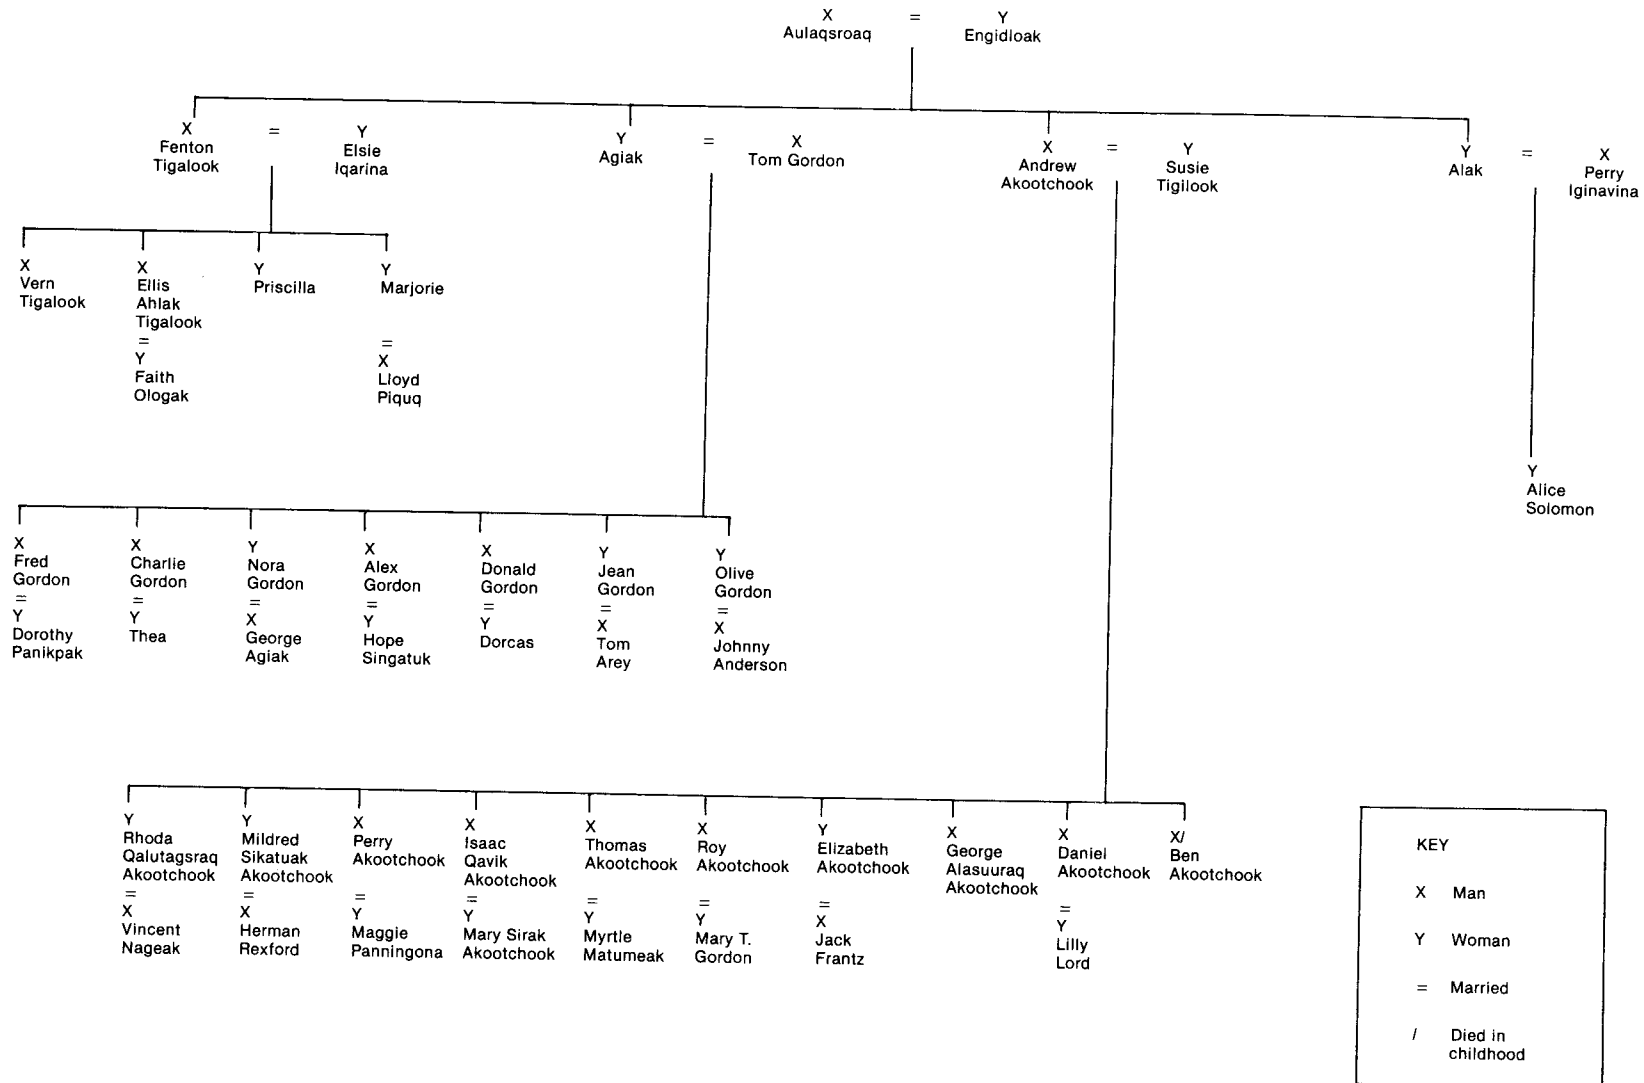 X = Y
Aulaqsroaq Engidloak
X = Y
Fenton Elsie
Tigalook Iqarina
Y = X
Agiak Tom Gordon
X = Y
Andrew Susie
Akootchook Tigilook
Y = X
Alak Perry
Iginavina
X
Vern
Tigalook
X
Ellis
Ahlak
Tigalook
=
Y
Faith
Ologak
Y
Priscilla
Y
Marjorie
=
X
Lloyd
Piquq
Y
Alice
Solomon
X
Fred
Gordon
=
Y
Dorothy
Panikpak
X
Charlie
Gordon
=
Y
Thea
Y
Nora
Gordon
=
X
George
Agiak
X
Alex
Gordon
=
Y
Hope
Singatuk
X
Donald
Gordon
=
Y
Dorcas
Y
Jean
Gordon
=
X
Tom
Arey
Y
Olive
Gordon
=
X
Johnny
Anderson
Y
Rhoda
Qalutagsraq
Akootchook
=
X
Vincent
Nageak
Y
Mildred
Sikatuak
Akootchook
=
X
Herman
Rexford
X
Perry
Akootchook
=
Y
Maggie
Panningona
X
Isaac
Qavik
Akootchook
=
Y
Mary Sirak
Akootchook
X
Thomas
Akootchook
=
Y
Myrtle
Matumeak
X
Roy
Akootchook
=
Y
Mary T.
Gordon
Y
Elizabeth
Akootchook
=
X
Jack
Frantz
X
George
Alasuuraq
Akootchook
X
Daniel
Akootchook
=
Y
Lilly
Lord
X/
Ben
Akootchook
KEY
X Man
Y Woman
= Married
/ Died in
childhood